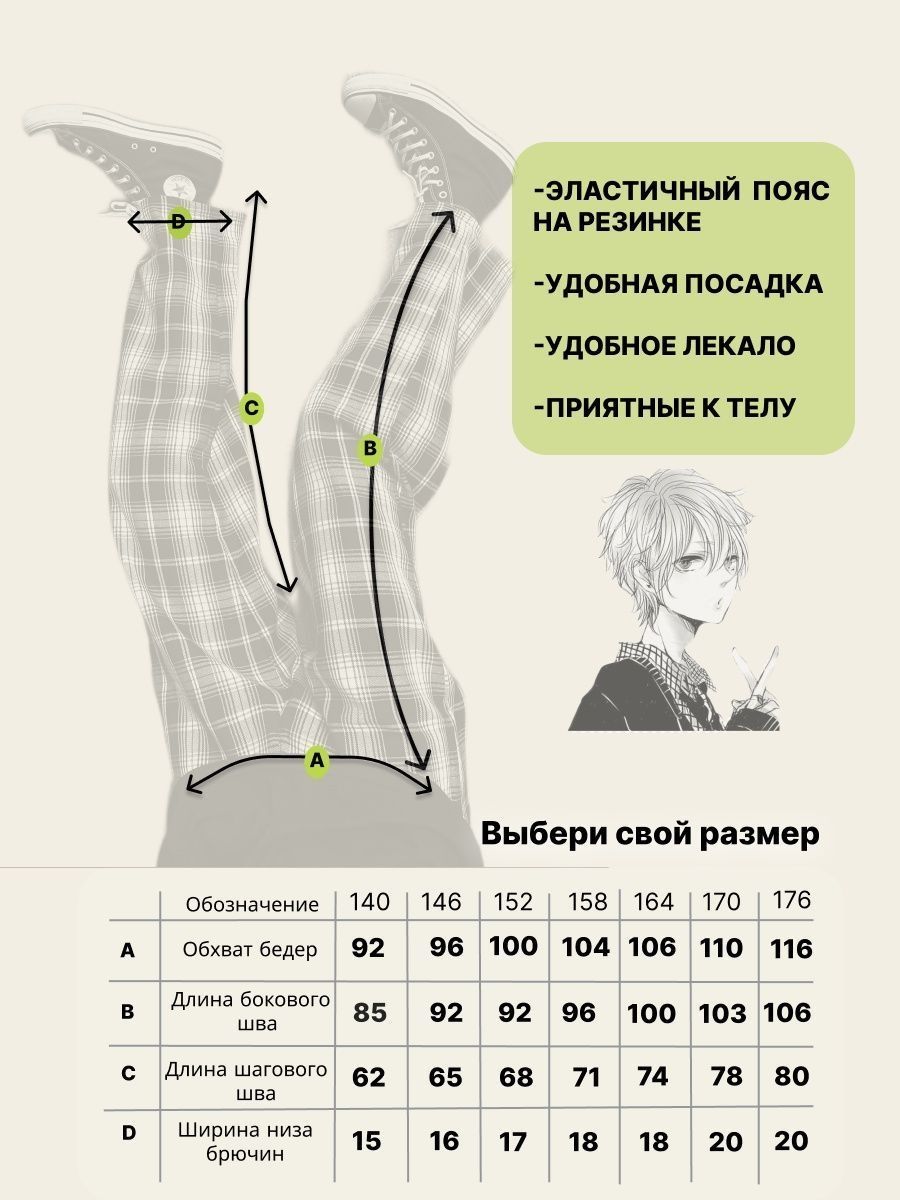 -ЭЛАСТИЧНЫЙ ПОЯС
НА РЕЗИНКЕ
-УДОБНАЯ ПОСАДКА
-УДОБНОЕ ЛЕКАЛО
-ПРИЯТНЫЕ К ТЕЛУ
D
C
B
A
Выбери свой размер
Обозначение 140 146 152 158 164 170 176
A Обхват бедер 92 96 100 104 106 110 116
B Длина бокового шва 85 92 92 96 100 103 106
C Длина шагового шва 62 65 68 71 74 78 80
D Ширина низа брючин 15 16 17 18 18 20 20